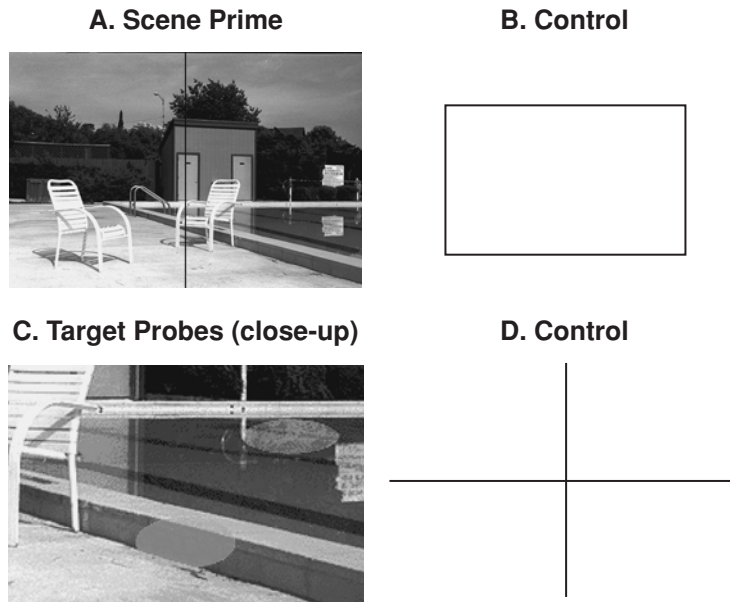 A. Scene Prime
B. Control
C. Target Probes (close-up)
D. Control